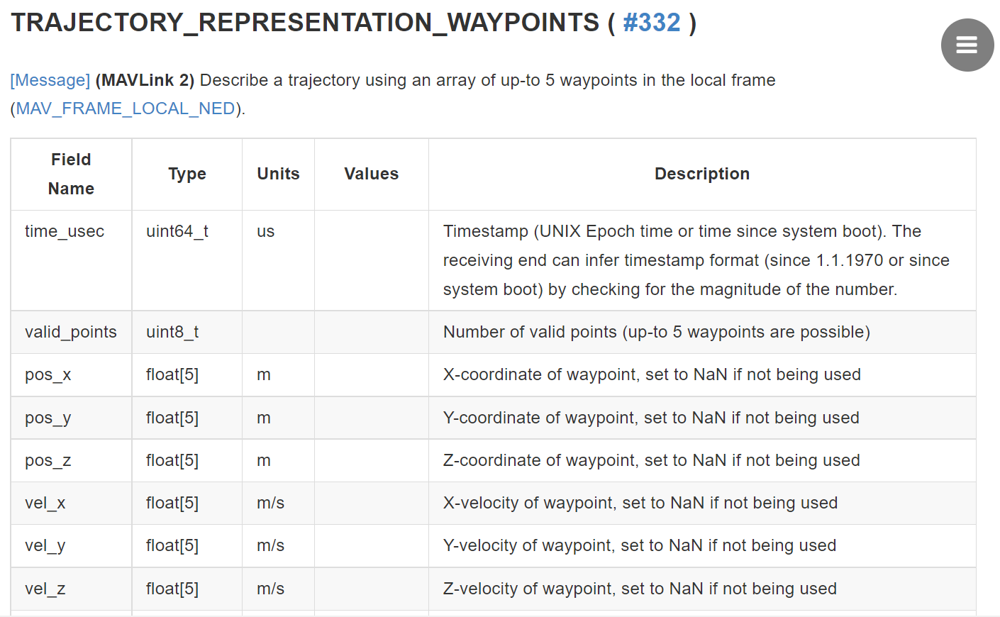 TRAJECTORY_REPRESENTATION_WAYPOINTS ( #332 )
[Message] (MAVLink 2) Describe a trajectory using an array of up-to 5 waypoints in the local frame
(MAV_FRAME_LOCAL_NED).
Field
Name
Type
Units
Values
Description
time_usec
uint64_t
us
Timestamp (UNIX Epoch time or time since system boot). The
receiving end can infer timestamp format (since 1.1.1970 or since
system boot) by checking for the magnitude of the number.
valid_points
uint8_t
Number of valid points (up-to 5 waypoints are possible)
pos_x
float[5]
m
X-coordinate of waypoint, set to NaN if not being used
pos_y
float[5]
m
Y-coordinate of waypoint, set to NaN if not being used
pos_z
float[5]
m
Z-coordinate of waypoint, set to NaN if not being used
vel_x
float[5]
m/s
X-velocity of waypoint, set to NaN if not being used
vel_y
float[5]
m/s
Y-velocity of waypoint, set to NaN if not being used
vel_z
float[5]
m/s
Z-velocity of waypoint, set to NaN if not being used